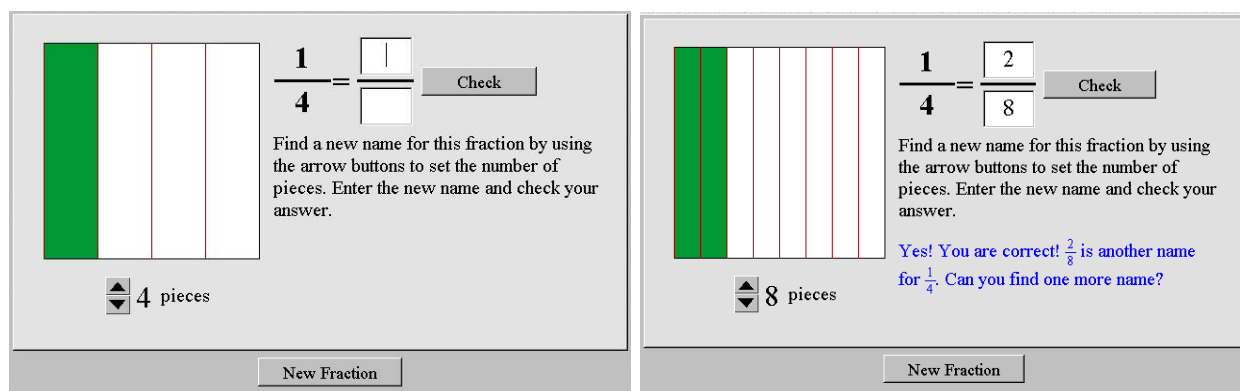 1/4 = Check
Find a new name for this fraction by using
the arrow buttons to set the number of
pieces. Enter the new name and check your
answer.
4 pieces
New Fraction
1/4 = 2/8 Check
Find a new name for this fraction by using
the arrow buttons to set the number of
pieces. Enter the new name and check your
answer.
Yes! You are correct! 2/8 is another name
for 1/4. Can you find one more name?
8 pieces
New Fraction